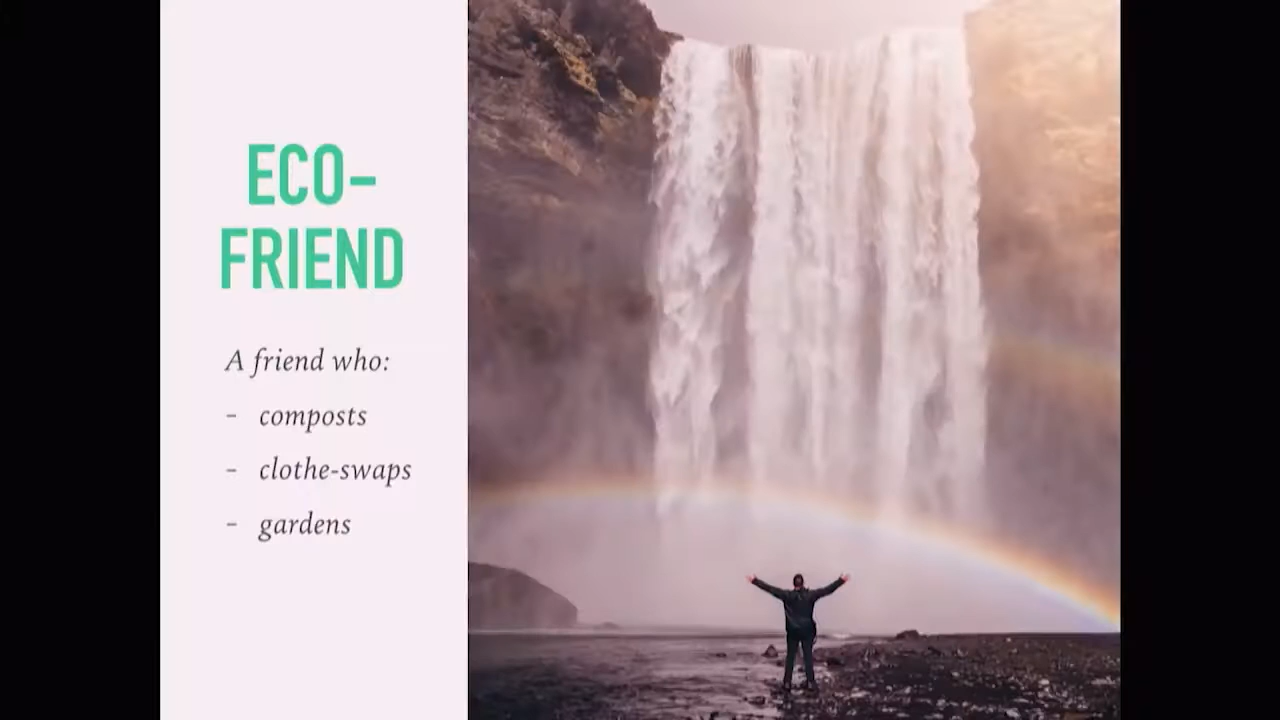 ECO-
FRIEND
A friend who:
- composts
- clothe-swaps
- gardens